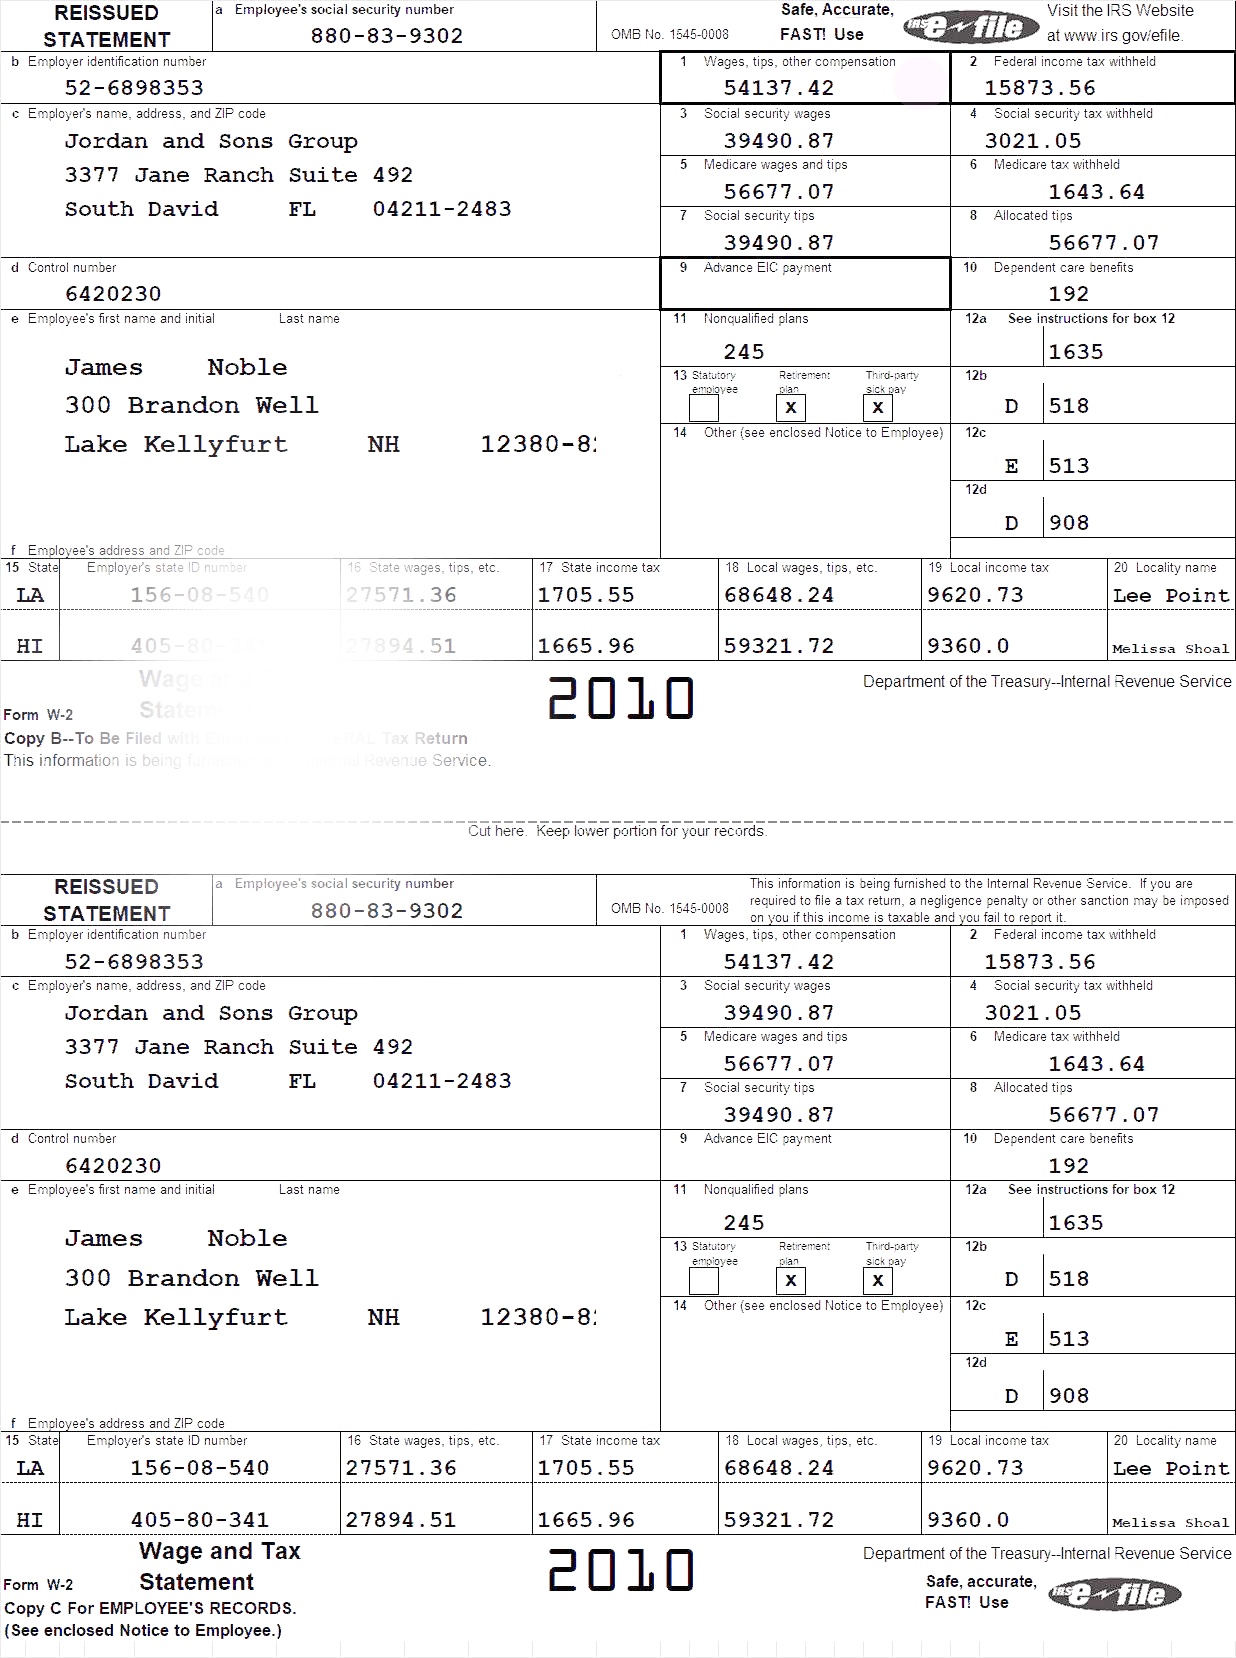 REISSUED STATEMENT
a Employee's social security number
880-83-9302
OMB No. 1545-0008
Safe, Accurate, FAST! Use
IRS e-file
Visit the IRS Website at www.irs.gov/efile.
b Employer identification number
52-6898353
1 Wages, tips, other compensation
54137.42
2 Federal income tax withheld
15873.56
c Employer's name, address, and ZIP code
Jordan and Sons Group
3377 Jane Ranch Suite 492
South David FL 04211-2483
3 Social security wages
39490.87
4 Social security tax withheld
3021.05
5 Medicare wages and tips
56677.07
6 Medicare tax withheld
1643.64
7 Social security tips
39490.87
8 Allocated tips
56677.07
d Control number
6420230
9 Advance EIC payment
10 Dependent care benefits
192
e Employee's first name and initial Last name
James Noble
300 Brandon Well
Lake Kellyfurt NH 12380-82
11 Nonqualified plans
245
12a See instructions for box 12
1635
13 Statutory employee Retirement plan Third-party sick pay
X X
12b
D 518
14 Other (see enclosed Notice to Employee)
12c
E 513
12d
D 908
f Employee's address and ZIP code
15 State Employer's state ID number 16 State wages, tips, etc. 17 State income tax 18 Local wages, tips, etc. 19 Local income tax 20 Locality name
LA 156-08-540 27571.36 1705.55 68648.24 9620.73 Lee Point
HI 405-80-341 27894.51 1665.96 59321.72 9360.0 Melissa Shoal
Wage and
Statement
Form W-2
2010
Department of the Treasury--Internal Revenue Service
Copy B--To Be Filed with Tax Return
This information is being Revenue Service.
Cut here. Keep lower portion for your records.
REISSUED STATEMENT
a Employee's social security number
880-83-9302
OMB No. 1545-0008
This information is being furnished to the Internal Revenue Service. If you are
required to file a tax return, a negligence penalty or other sanction may be imposed
on you if this income is taxable and you fail to report it.
b Employer identification number
52-6898353
1 Wages, tips, other compensation
54137.42
2 Federal income tax withheld
15873.56
c Employer's name, address, and ZIP code
Jordan and Sons Group
3377 Jane Ranch Suite 492
South David FL 04211-2483
3 Social security wages
39490.87
4 Social security tax withheld
3021.05
5 Medicare wages and tips
56677.07
6 Medicare tax withheld
1643.64
7 Social security tips
39490.87
8 Allocated tips
56677.07
d Control number
6420230
9 Advance EIC payment
10 Dependent care benefits
192
e Employee's first name and initial Last name
James Noble
300 Brandon Well
Lake Kellyfurt NH 12380-82
11 Nonqualified plans
245
12a See instructions for box 12
1635
13 Statutory employee Retirement plan Third-party sick pay
X X
12b
D 518
14 Other (see enclosed Notice to Employee)
12c
E 513
12d
D 908
f Employee's address and ZIP code
15 State Employer's state ID number 16 State wages, tips, etc. 17 State income tax 18 Local wages, tips, etc. 19 Local income tax 20 Locality name
LA 156-08-540 27571.36 1705.55 68648.24 9620.73 Lee Point
HI 405-80-341 27894.51 1665.96 59321.72 9360.0 Melissa Shoal
Wage and Tax
Statement
Form W-2
2010
Department of the Treasury--Internal Revenue Service
Safe, accurate, FAST! Use
IRS e-file
Copy C For EMPLOYEE'S RECORDS.
(See enclosed Notice to Employee.)